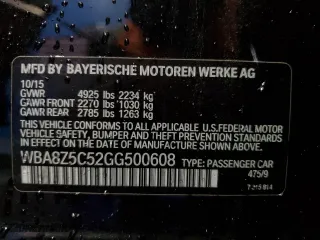 MFD BY BAYERISCHE MOTOREN WERKE AG
10/15
GVWR 4925 lbs 2234 kg
GAWR FRONT 2270 lbs 1030 kg
GAWR REAR 2785 lbs 1263 kg
THIS VEHICLE CONFORMS TO ALL APPLICABLE U.S.FEDERAL MOTOR
VEHICLE SAFETY, BUMPER, AND THEFT PREVENTION STANDARDS
IN EFFECT ON THE DATE OF MANUFACTURE SHOWN ABOVE.
WBA8Z5C52GG500608 TYPE: PASSENGER CAR
475/9